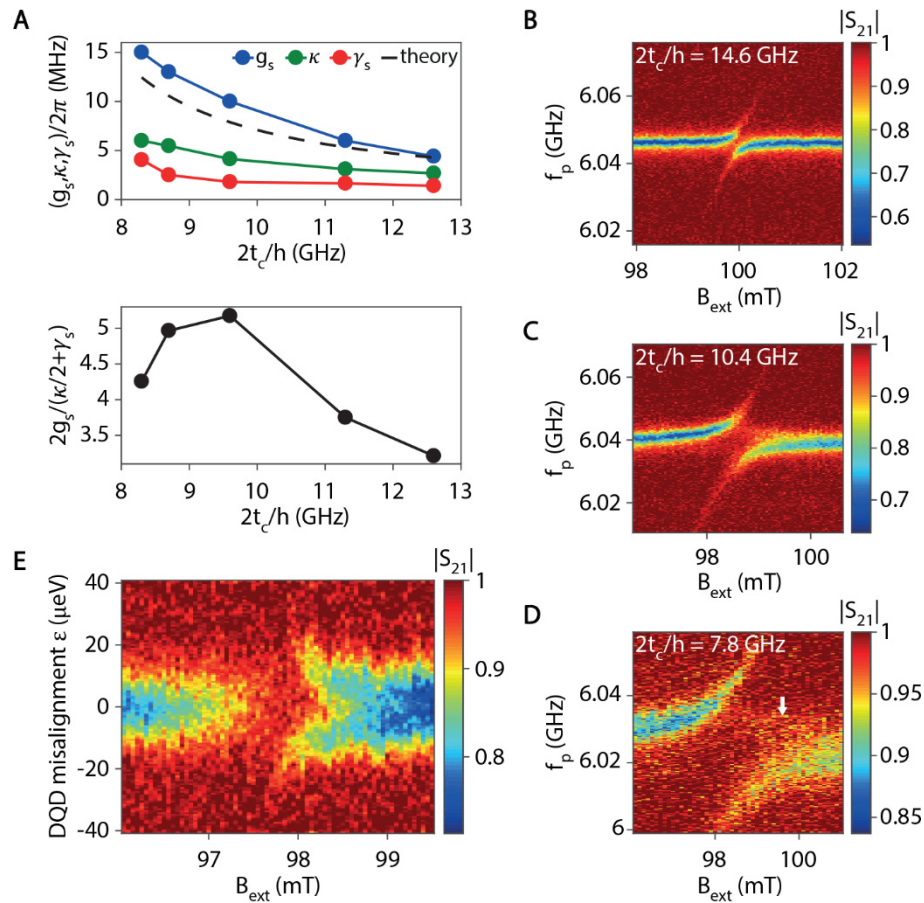 A
(g_s,κ,γ_s)/2π (MHz)
15
10
5
0
g_s κ γ_s theory
8 9 10 11 12 13
2t_c/h (GHz)
2g_s/(κ/2+γ_s)
5
4.5
4
3.5
8 9 10 11 12 13
2t_c/h (GHz)
B
|S_21|
2t_c/h = 14.6 GHz
f_p (GHz)
6.06
6.04
6.02
98 100 102
B_ext (mT)
1
0.9
0.8
0.7
0.6
C
|S_21|
2t_c/h = 10.4 GHz
f_p (GHz)
6.06
6.04
6.02
98 100
B_ext (mT)
1
0.9
0.8
0.7
D
|S_21|
2t_c/h = 7.8 GHz
f_p (GHz)
6.04
6.02
6
98 100
B_ext (mT)
1
0.95
0.9
0.85
E
|S_21|
DQD misalignment ε (µeV)
40
20
0
-20
-40
97 98 99
B_ext (mT)
1
0.9
0.8